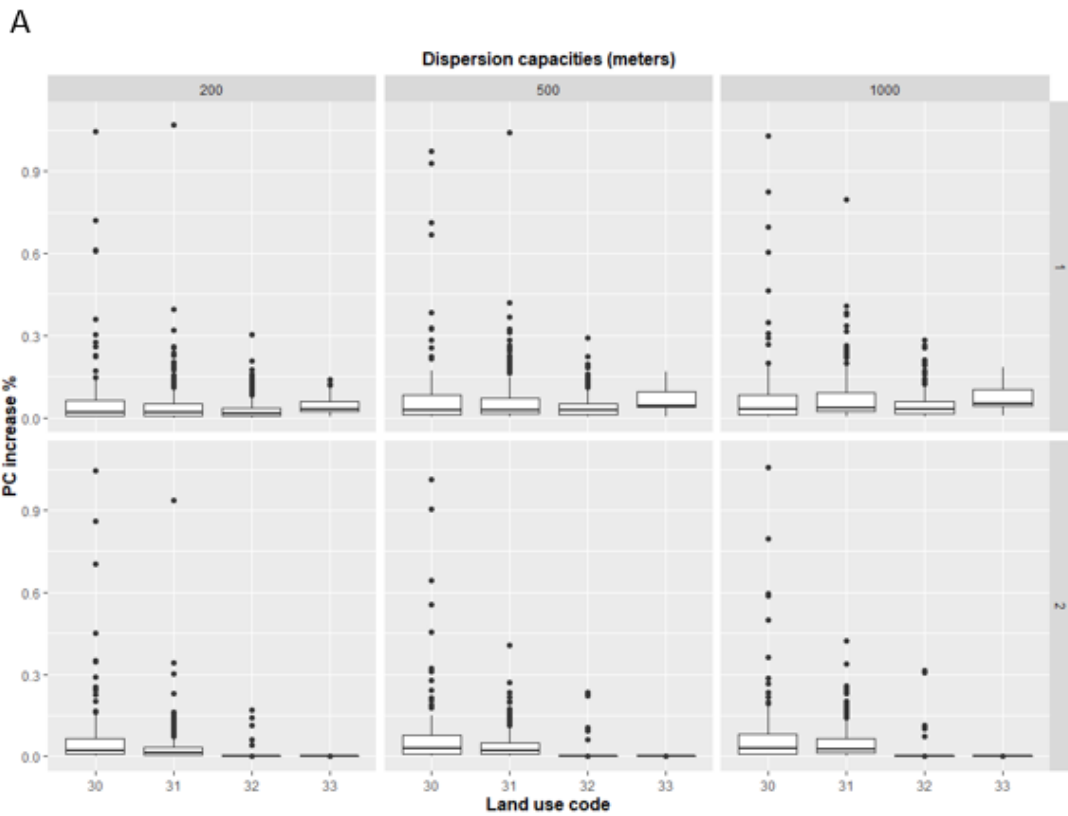 A
Dispersion capacities (meters)
200 500 1000
0.9
0.6
0.3
0.0
1
PC increase %
0.9
0.6
0.3
0.0
2
30 31 32 33 30 31 32 33 30 31 32 33
Land use code